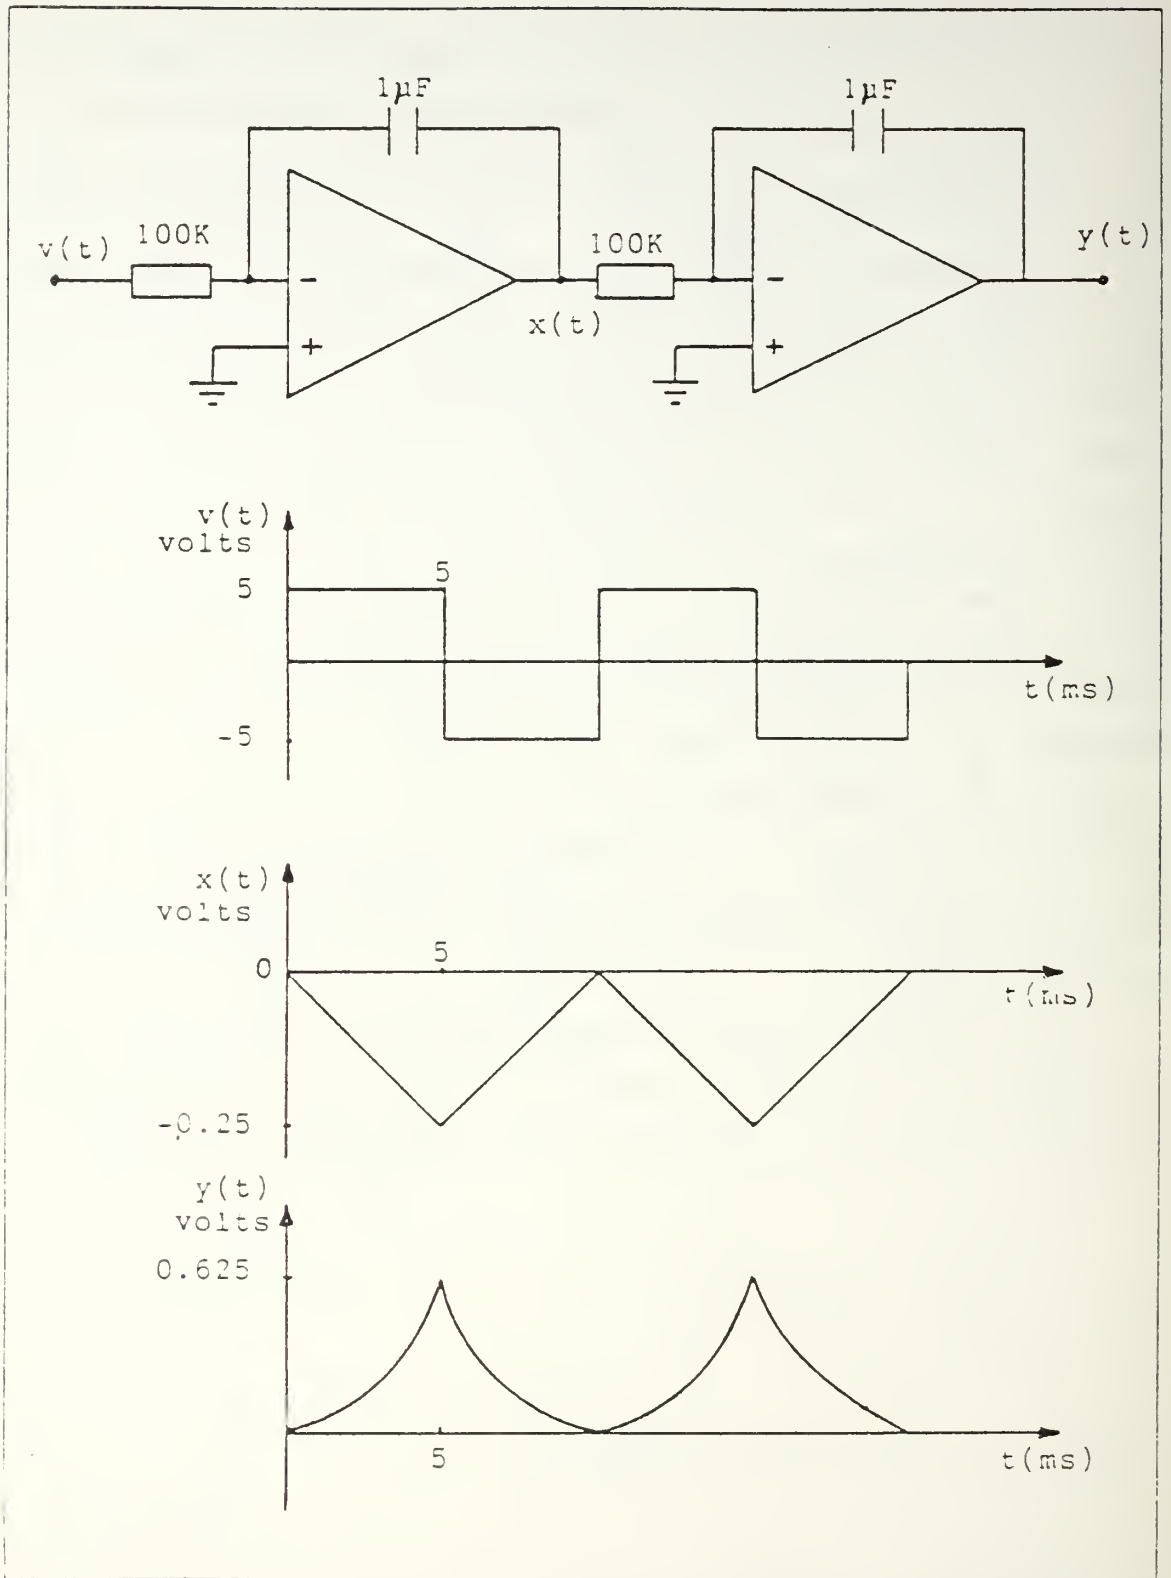 1µF
1µF
v(t)
100K
100K
y(t)
-
-
x(t)
+
+
v(t)
volts
5
5
t(ms)
-5
x(t)
volts
5
0
t(ms)
-0.25
y(t)
volts
0.625
5
t(ms)